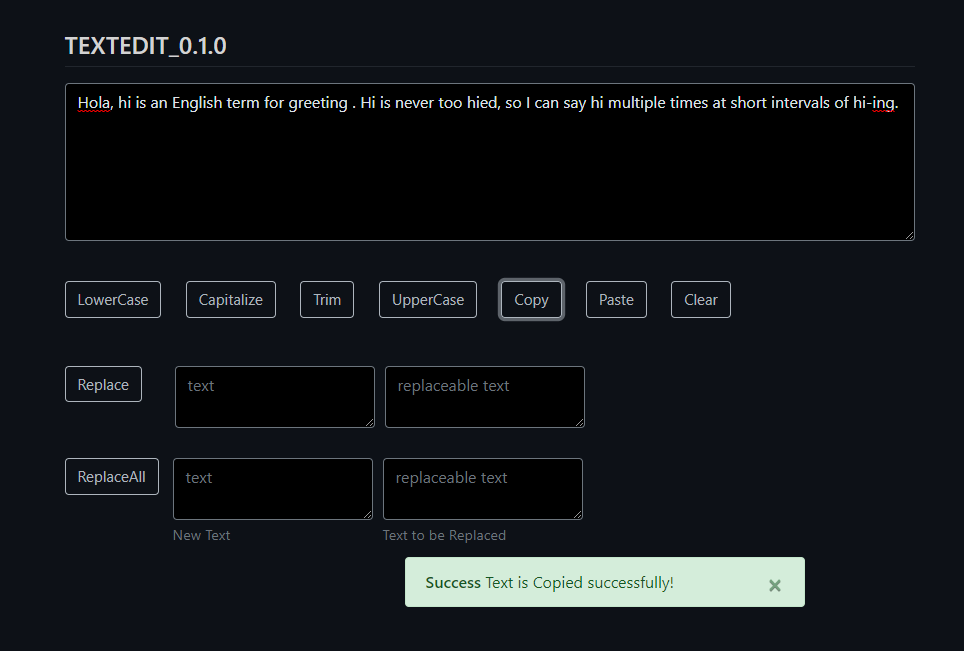 TEXTEDIT_0.1.0
Hola, hi is an English term for greeting . Hi is never too hied, so I can say hi multiple times at short intervals of hi-ing.
LowerCase Capitalize Trim UpperCase Copy Paste Clear
Replace text replaceable text
ReplaceAll text replaceable text
New Text Text to be Replaced
Success Text is Copied successfully! ×